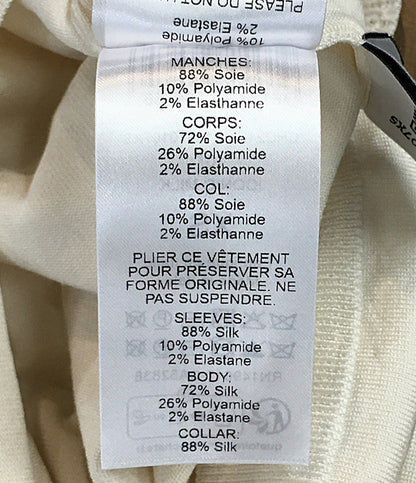 PLEASE DO NOT
2% Elastane
10% Polyamide
MANCHES:
88% Soie
10% Polyamide
2% Elasthanne
CORPS:
72% Soie
26% Polyamide
2% Elasthanne
COL:
88% Soie
10% Polyamide
2% Elasthanne
PLIER CE VÊTEMENT
POUR PRÉSERVER SA
FORME ORIGINALE. NE
PAS SUSPENDRE.
SLEEVES:
88% Silk
10% Polyamide
2% Elastane
BODY:
72% Silk
26% Polyamide
2% Elastane
COLLAR:
88% Silk